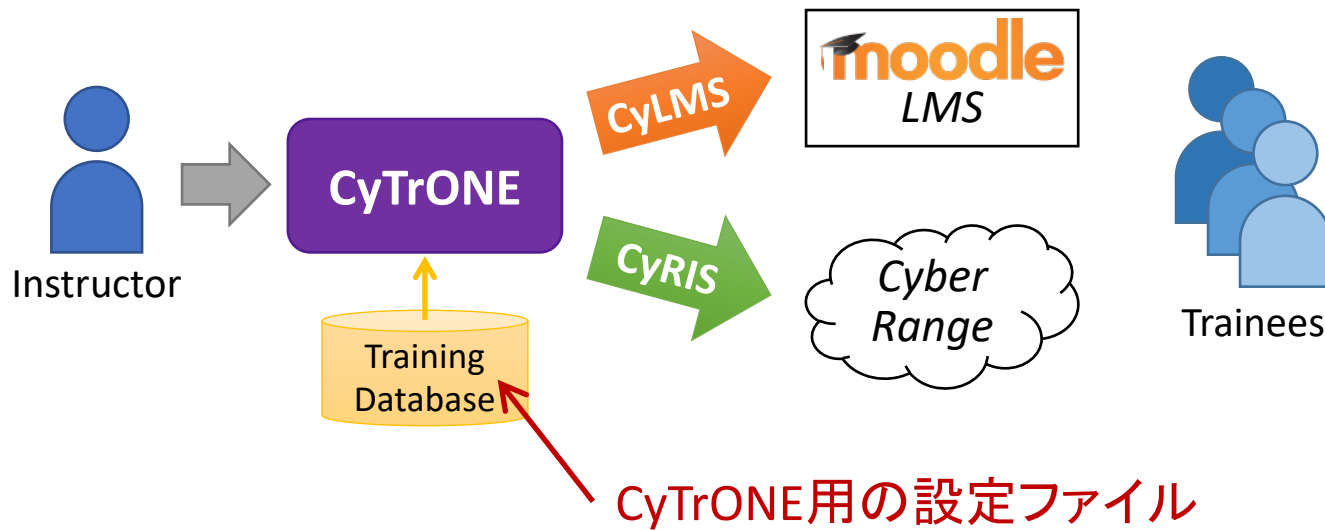 Instructor
CyTrONE
Training
Database
CyLMS
CyRIS
moodle
LMS
Cyber
Range
Trainees
CyTrONE用の設定ファイル